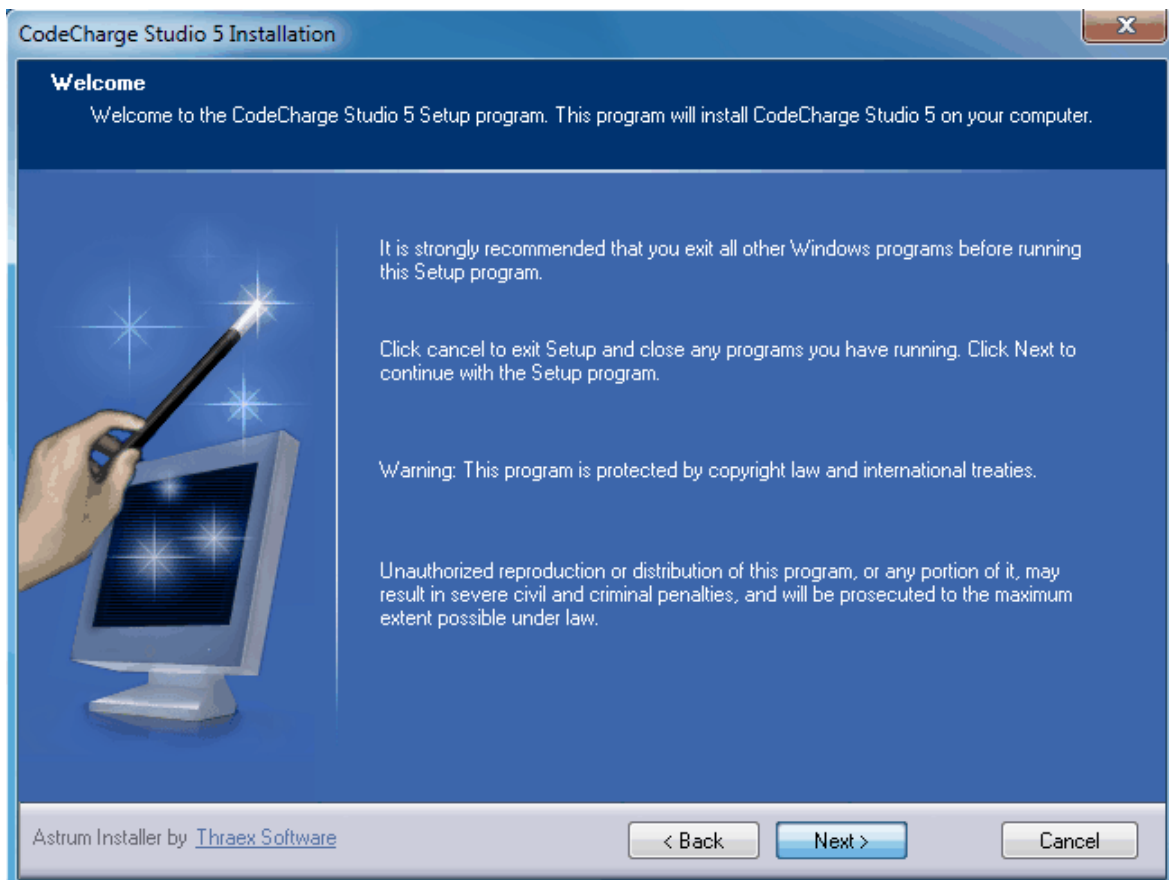 CodeCharge Studio 5 Installation
Welcome
Welcome to the CodeCharge Studio 5 Setup program. This program will install CodeCharge Studio 5 on your computer.
It is strongly recommended that you exit all other Windows programs before running
this Setup program.
Click cancel to exit Setup and close any programs you have running. Click Next to
continue with the Setup program.
Warning: This program is protected by copyright law and international treaties.
Unauthorized reproduction or distribution of this program, or any portion of it, may
result in severe civil and criminal penalties, and will be prosecuted to the maximum
extent possible under law.
Astrum Installer by Thraex Software
< Back
Next >
Cancel